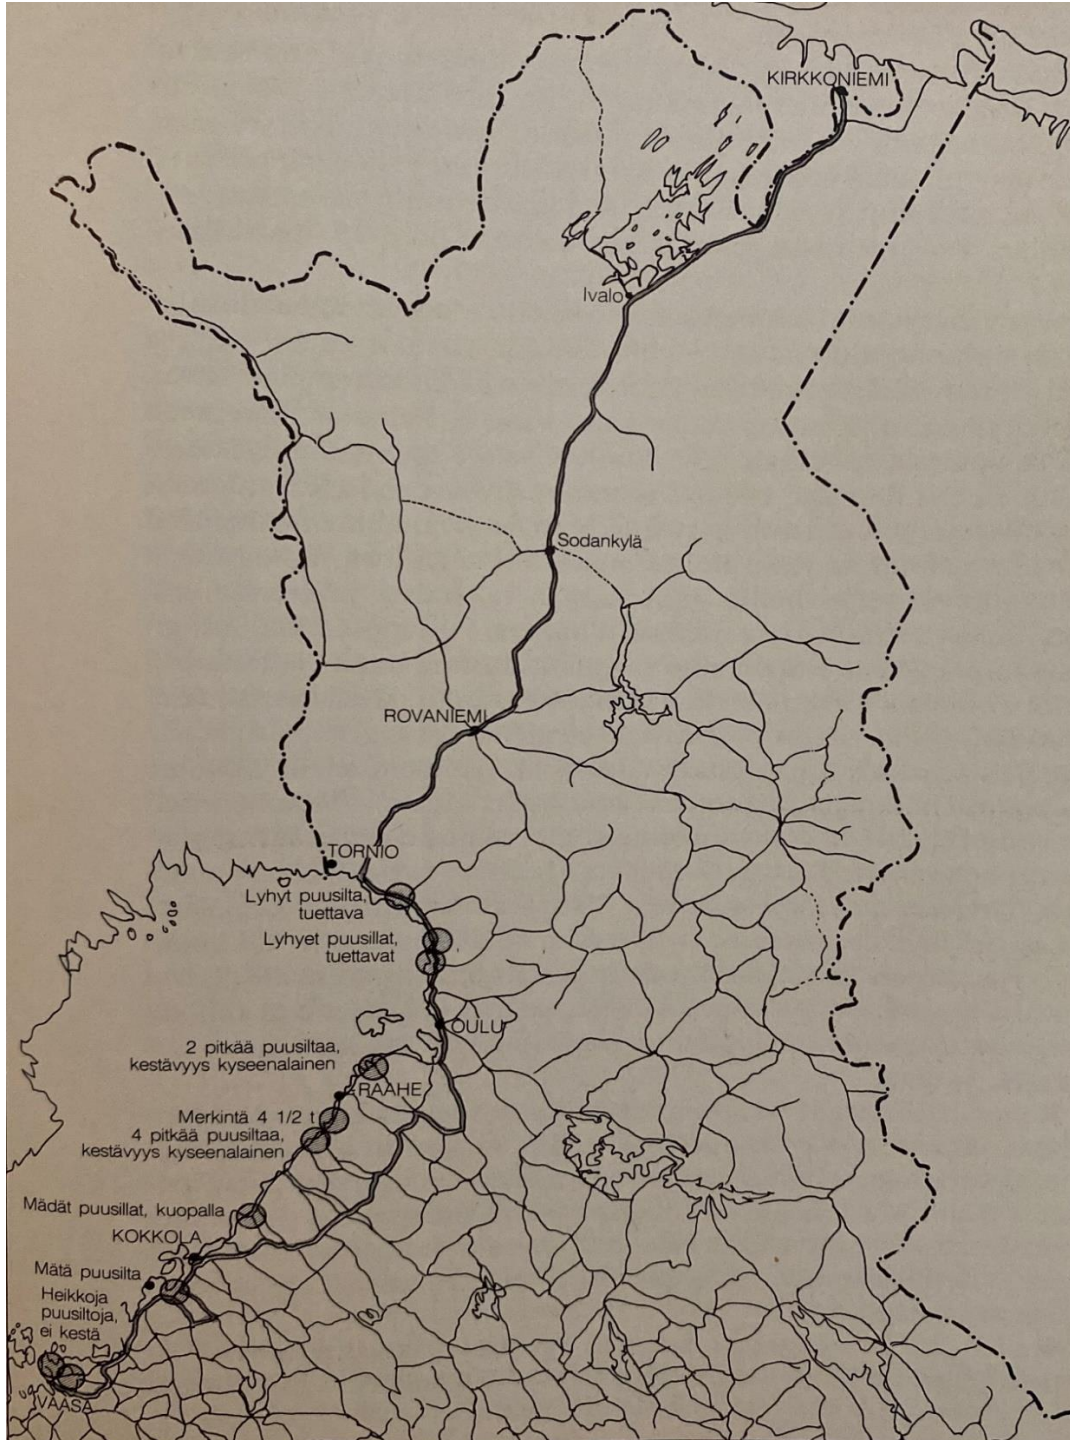 KIRKKONIEMI
Ivalo
Sodankylä
ROVANIEMI
TORNIO
Lyhyt puusilta,
tuettava
Lyhyet puusillat,
tuettavat
OULU
2 pitkää puusiltaa,
kestävyys kyseenalainen
RAAHE
Merkintä 4 1/2 t
4 pitkää puusiltaa,
kestävyys kyseenalainen
Mädät puusillat, kuopalla
KOKKOLA
Mätä puusilta
Heikkoja
puusiltoja,
ei kestä
VAASA